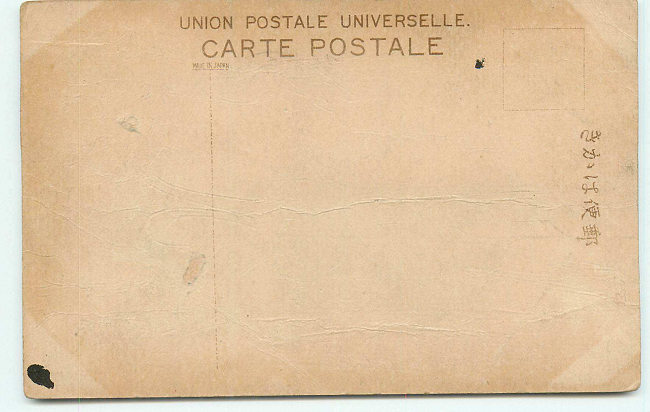 UNION POSTALE UNIVERSELLE.
CARTE POSTALE
MADE IN JAPAN
郵便はかき